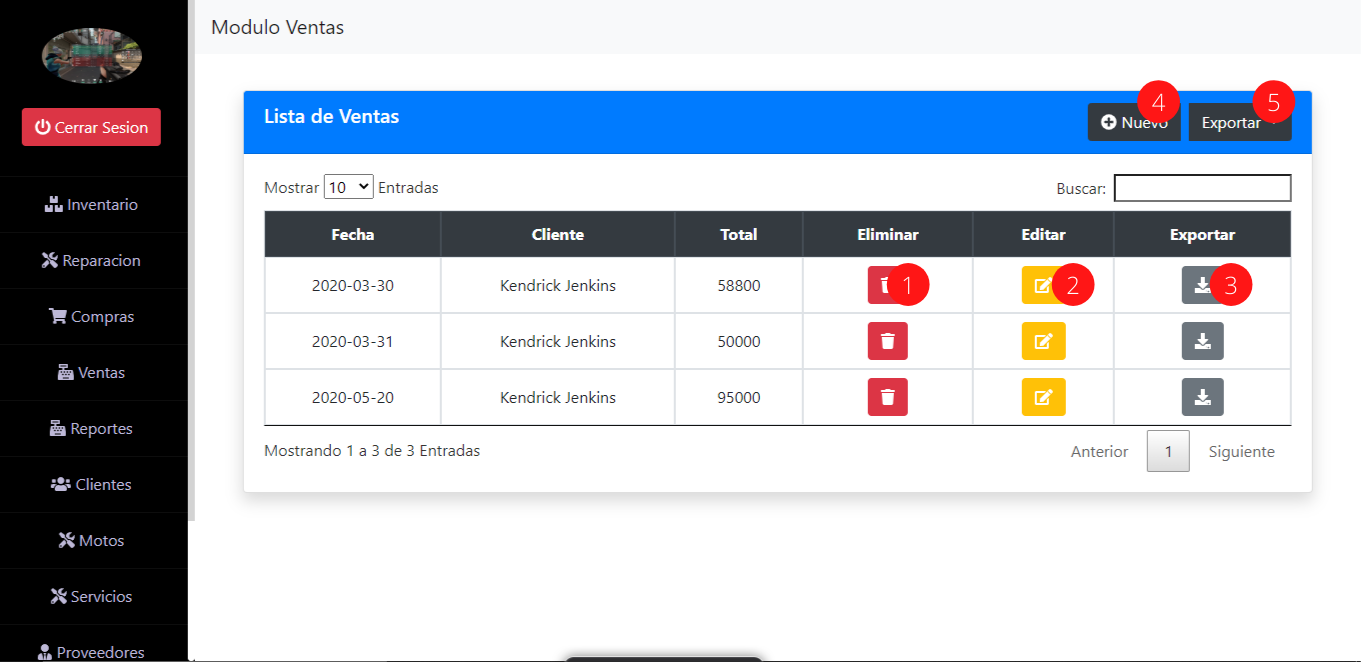 Modulo Ventas
Cerrar Sesion
Inventario
Reparacion
Compras
Ventas
Reportes
Clientes
Motos
Servicios
Proveedores
Lista de Ventas
Nuevo 4 Exportar 5
Mostrar 10 Entradas Buscar:
Fecha Cliente Total Eliminar Editar Exportar
2020-03-30 Kendrick Jenkins 58800 1 2 3
2020-03-31 Kendrick Jenkins 50000
2020-05-20 Kendrick Jenkins 95000
Mostrando 1 a 3 de 3 Entradas Anterior 1 Siguiente